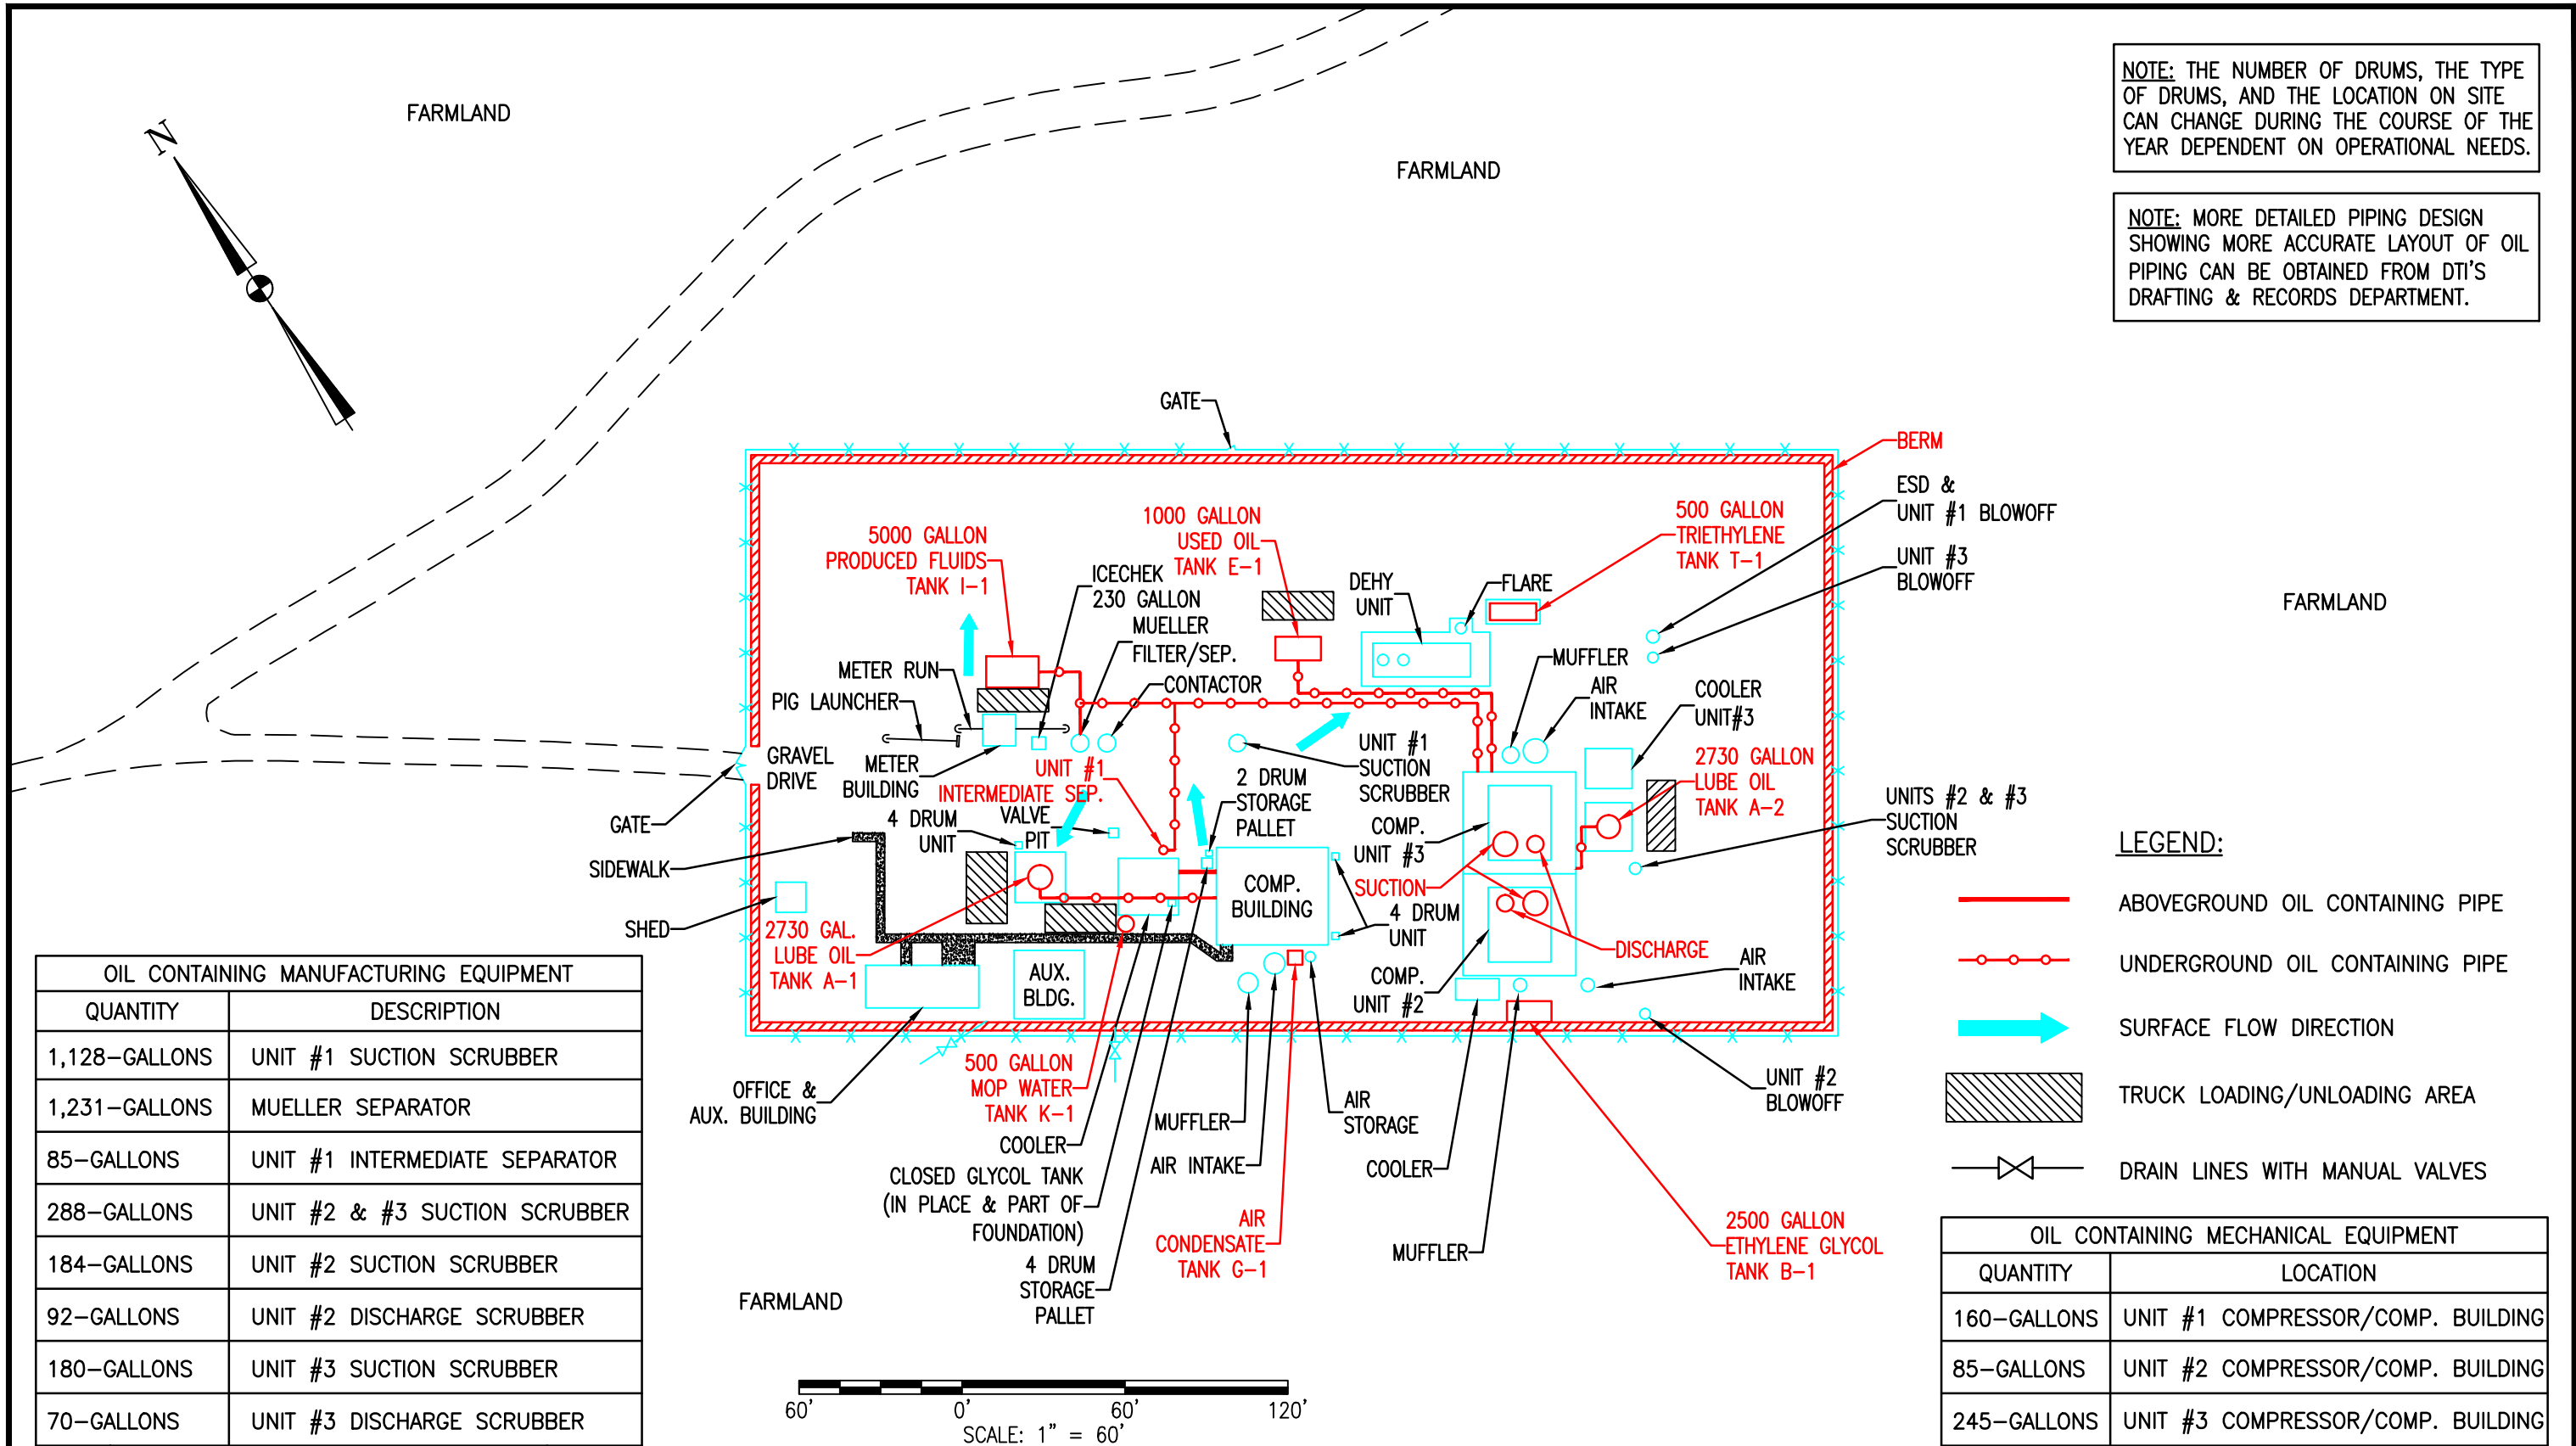 N
FARMLAND
FARMLAND
NOTE: THE NUMBER OF DRUMS, THE TYPE
OF DRUMS, AND THE LOCATION ON SITE
CAN CHANGE DURING THE COURSE OF THE
YEAR DEPENDENT ON OPERATIONAL NEEDS.
NOTE: MORE DETAILED PIPING DESIGN
SHOWING MORE ACCURATE LAYOUT OF OIL
PIPING CAN BE OBTAINED FROM DTI'S
DRAFTING & RECORDS DEPARTMENT.
GATE
BERM
ESD &
UNIT #1 BLOWOFF
UNIT #3
BLOWOFF
FARMLAND
5000 GALLON
PRODUCED FLUIDS
TANK I-1
1000 GALLON
USED OIL
TANK E-1
500 GALLON
TRIETHYLENE
TANK T-1
ICECHEK
230 GALLON
MUELLER
FILTER/SEP.
DEHY
UNIT
FLARE
METER RUN
PIG LAUNCHER
CONTACTOR
MUFFLER
AIR
INTAKE
COOLER
UNIT#3
GRAVEL
DRIVE
METER
BUILDING
UNIT #1
INTERMEDIATE SEP.
2 DRUM
STORAGE
PALLET
UNIT #1
SUCTION
SCRUBBER
2730 GALLON
LUBE OIL
TANK A-2
UNITS #2 & #3
SUCTION
SCRUBBER
GATE
4 DRUM
UNIT
VALVE
PIT
COMP.
UNIT #3
SIDEWALK
SUCTION
COMP.
BUILDING
4 DRUM
UNIT
SHED
2730 GAL.
LUBE OIL
TANK A-1
DISCHARGE
AUX.
BLDG.
COMP.
UNIT #2
AIR
INTAKE
OFFICE &
AUX. BUILDING
500 GALLON
MOP WATER
TANK K-1
COOLER
CLOSED GLYCOL TANK
(IN PLACE & PART OF
FOUNDATION)
4 DRUM
STORAGE
PALLET
MUFFLER
AIR INTAKE
AIR
CONDENSATE
TANK G-1
AIR
STORAGE
COOLER
MUFFLER
UNIT #2
BLOWOFF
2500 GALLON
ETHYLENE GLYCOL
TANK B-1
FARMLAND
LEGEND:
ABOVEGROUND OIL CONTAINING PIPE
UNDERGROUND OIL CONTAINING PIPE
SURFACE FLOW DIRECTION
TRUCK LOADING/UNLOADING AREA
DRAIN LINES WITH MANUAL VALVES
OIL CONTAINING MANUFACTURING EQUIPMENT
QUANTITY DESCRIPTION
1,128-GALLONS UNIT #1 SUCTION SCRUBBER
1,231-GALLONS MUELLER SEPARATOR
85-GALLONS UNIT #1 INTERMEDIATE SEPARATOR
288-GALLONS UNIT #2 & #3 SUCTION SCRUBBER
184-GALLONS UNIT #2 SUCTION SCRUBBER
92-GALLONS UNIT #2 DISCHARGE SCRUBBER
180-GALLONS UNIT #3 SUCTION SCRUBBER
70-GALLONS UNIT #3 DISCHARGE SCRUBBER
60' 0' 60' 120'
SCALE: 1" = 60'
OIL CONTAINING MECHANICAL EQUIPMENT
QUANTITY LOCATION
160-GALLONS UNIT #1 COMPRESSOR/COMP. BUILDING
85-GALLONS UNIT #2 COMPRESSOR/COMP. BUILDING
245-GALLONS UNIT #3 COMPRESSOR/COMP. BUILDING